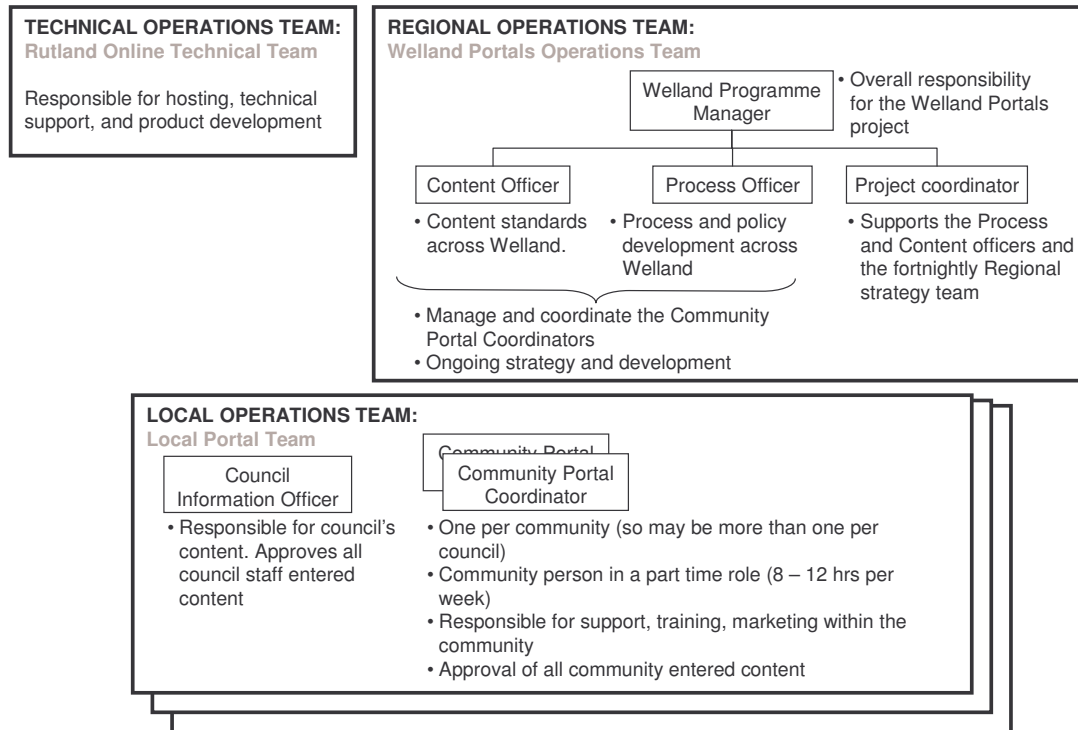 TECHNICAL OPERATIONS TEAM:
Rutland Online Technical Team
Responsible for hosting, technical
support, and product development
REGIONAL OPERATIONS TEAM:
Welland Portals Operations Team
Welland Programme
Manager
• Overall responsibility
for the Welland Portals
project
Content Officer
• Content standards
across Welland.
Process Officer
• Process and policy
development across
Welland
Project coordinator
• Supports the Process
and Content officers and
the fortnightly Regional
strategy team
• Manage and coordinate the Community
Portal Coordinators
• Ongoing strategy and development
LOCAL OPERATIONS TEAM:
Local Portal Team
Council
Information Officer
• Responsible for council’s
content. Approves all
council staff entered
content
Community Portal
Community Portal
Coordinator
• One per community (so may be more than one per
council)
• Community person in a part time role (8 – 12 hrs per
week)
• Responsible for support, training, marketing within the
community
• Approval of all community entered content